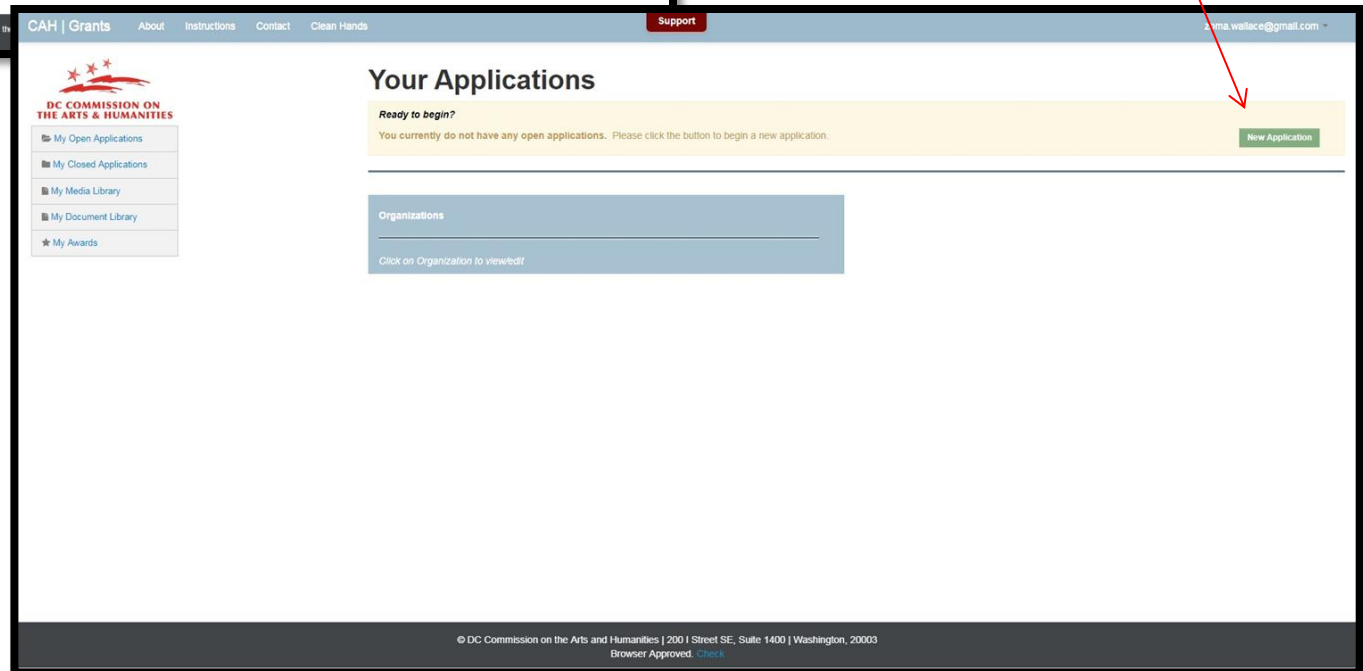 th
CAH | Grants About Instructions Contact Clean Hands Support
DC COMMISSION ON
THE ARTS & HUMANITIES
My Open Applications
My Closed Applications
My Media Library
My Document Library
My Awards
Your Applications
Ready to begin?
You currently do not have any open applications. Please click the button to begin a new application.
New Application
Organizations
Click on Organization to view/edit
© DC Commission on the Arts and Humanities | 200 I Street SE, Suite 1400 | Washington, 20003
Browser Approved. Check